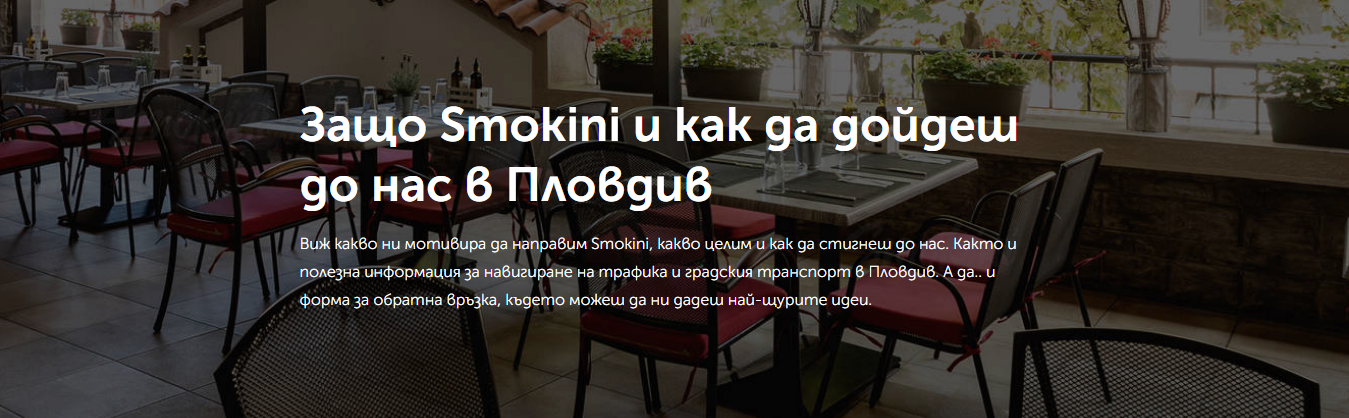 Защо Smokini и как да дойдеш
до нас в Пловдив
Виж какво ни мотивира да направим Smokini, какво целим и как да стигнеш до нас. Както и
полезна информация за навигиране на трафика и градския транспорт в Пловдив. А да.. и
форма за обратна връзка, където можеш да ни дадеш най-щурите идеи.